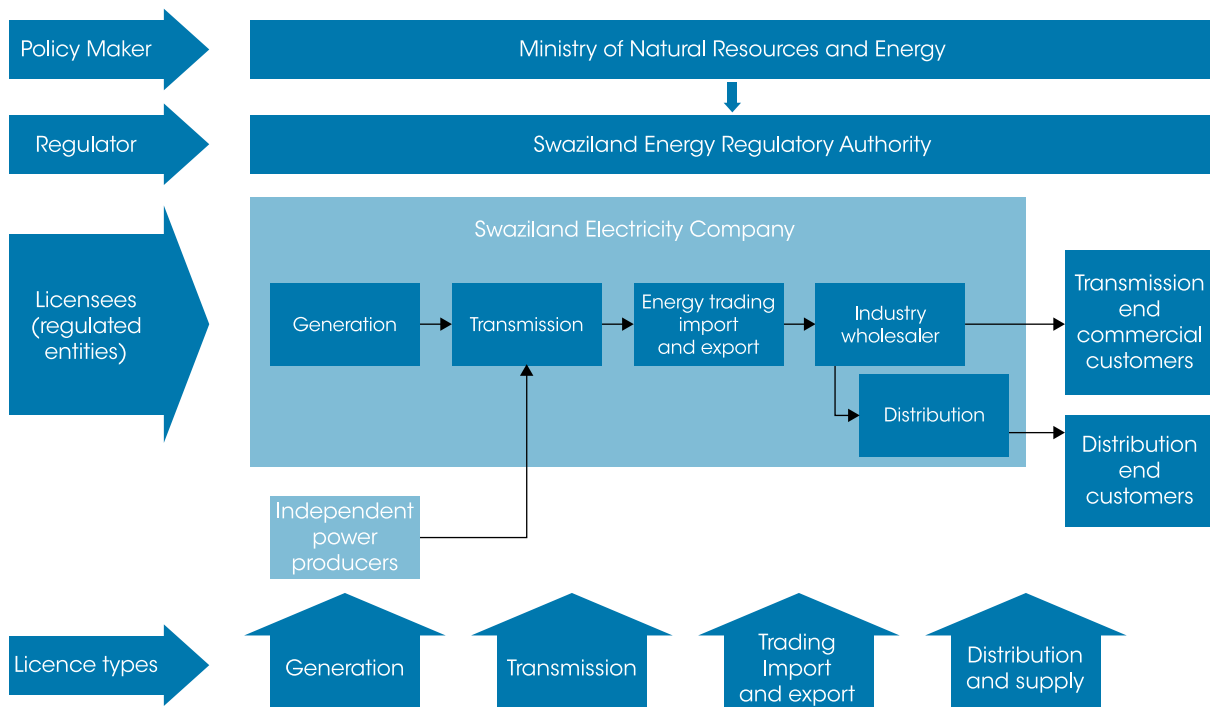 Policy Maker
Ministry of Natural Resources and Energy
Regulator
Swaziland Energy Regulatory Authority
Licensees
(regulated
entities)
Swaziland Electricity Company
Generation
Transmission
Energy trading
import
and export
Industry
wholesaler
Distribution
Transmission
end
commercial
customers
Distribution
end
customers
Independent
power
producers
Licence types
Generation
Transmission
Trading
Import
and export
Distribution
and supply